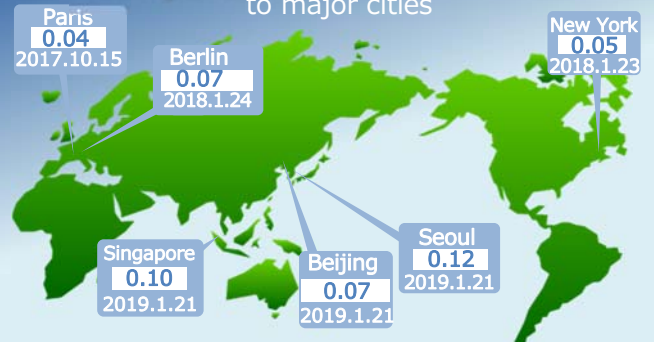 to major cities
Paris
0.04
2017.10.15
Berlin
0.07
2018.1.24
New York
0.05
2018.1.23
Singapore
0.10
2019.1.21
Beijing
0.07
2019.1.21
Seoul
0.12
2019.1.21